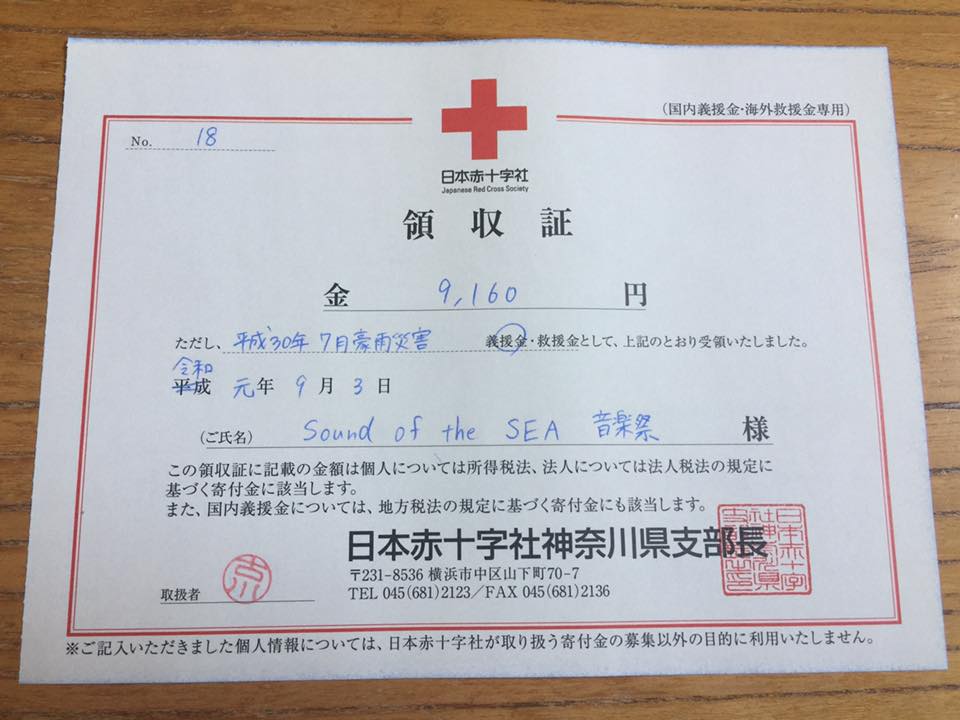 (国内義援金・海外救援金専用)
No. 18
日本赤十字社
Japanese Red Cross Society
領収証
金 9,160 円
ただし、平成30年7月豪雨災害 義援金・救援金として、上記のとおり受領いたしました。
令和
平成 元年 9月 3日
(ご氏名) Sound of the SEA 音楽祭 様
この領収証に記載の金額は個人については所得税法、法人については法人税法の規定に
基づく寄付金に該当します。
また、国内義援金については、地方税法の規定に基づく寄付金にも該当します。
日本赤十字社神奈川県支部長
〒231-8536 横浜市中区山下町70-7
TEL 045(681)2123/FAX 045(681)2136
取扱者
※ご記入いただきました個人情報については、日本赤十字社が取り扱う寄付金の募集以外の目的に利用いたしません。